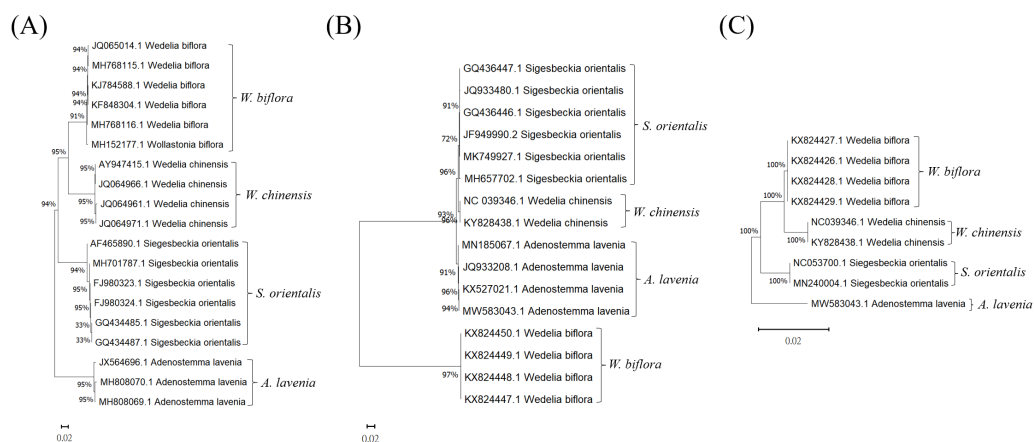 (A)
94%
JQ065014.1 Wedelia biflora
94%
MH768115.1 Wedelia biflora
KJ784588.1 Wedelia biflora
94%
94%
KF848304.1 Wedelia biflora
91%
MH768116.1 Wedelia biflora
MH152177.1 Wollastonia biflora
W. biflora
95%
95%
AY947415.1 Wedelia chinensis
JQ064966.1 Wedelia chinensis
95%
JQ064961.1 Wedelia chinensis
95%
JQ064971.1 Wedelia chinensis
W. chinensis
94%
AF465890.1 Siegesbeckia orientalis
MH701787.1 Siegesbeckia orientalis
94%
FJ980323.1 Sigesbeckia orientalis
95%
FJ980324.1 Sigesbeckia orientalis
95%
GQ434485.1 Sigesbeckia orientalis
33%
GQ434487.1 Sigesbeckia orientalis
33%
S. orientalis
JX564696.1 Adenostemma lavenia
MH808070.1 Adenostemma lavenia
95%
MH808069.1 Adenostemma lavenia
95%
A. lavenia
0.02
(B)
GQ436447.1 Sigesbeckia orientalis
JQ933480.1 Sigesbeckia orientalis
91%
GQ436446.1 Sigesbeckia orientalis
JF949990.2 Sigesbeckia orientalis
72%
MK749927.1 Sigesbeckia orientalis
96%
MH657702.1 Sigesbeckia orientalis
S. orientalis
NC 039346.1 Wedelia chinensis
93%
96%
KY828438.1 Wedelia chinensis
W. chinensis
MN185067.1 Adenostemma lavenia
91%
JQ933208.1 Adenostemma lavenia
96%
KX527021.1 Adenostemma lavenia
94%
MW583043.1 Adenostemma lavenia
A. lavenia
KX824450.1 Wedelia biflora
KX824449.1 Wedelia biflora
97%
KX824448.1 Wedelia biflora
KX824447.1 Wedelia biflora
W. biflora
0.02
(C)
KX824427.1 Wedelia biflora
100%
KX824426.1 Wedelia biflora
KX824428.1 Wedelia biflora
100%
KX824429.1 Wedelia biflora
W. biflora
100%
NC039346.1 Wedelia chinensis
100%
KY828438.1 Wedelia chinensis
W. chinensis
NC053700.1 Siegesbeckia orientalis
100%
MN240004.1 Siegesbeckia orientalis
S. orientalis
MW583043.1 Adenostemma lavenia
A. lavenia
0.02